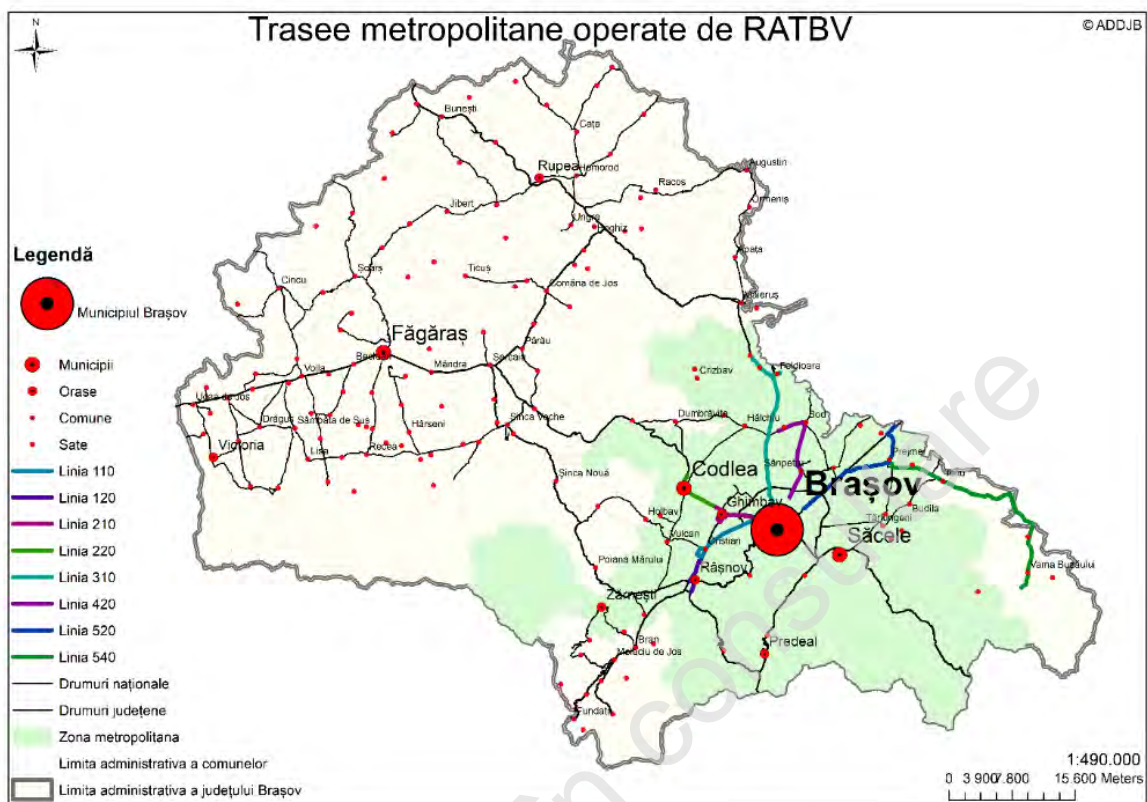 Trasee metropolitane operate de RATBV
© ADDJB
N
Bunești
Cața
Rupea
Homorod
Augustin
Racoș
Ormeniș
Jibert
Ungra
Hoghiz
Apața
Legendă
Municipiul Brașov
Municipii
Orașe
Comune
Sate
Linia 110
Linia 120
Linia 210
Linia 220
Linia 310
Linia 420
Linia 520
Linia 540
Drumuri naționale
Drumuri județene
Zona metropolitana
Limita administrativa a comunelor
Limita administrativa a județului Brașov
Cincu
Șoarș
Ticuș
Comăna de Jos
Măieruș
Făgăraș
Părău
Voila
Mândra
Șercaia
Crizbav
Feldioara
Ucea de Jos
Drăguș
Sâmbăta de Sus
Hârseni
Șinca Veche
Dumbrăvița
Hălchiu
Bod
Victoria
Lisa
Recea
Sânpetru
Prejmer
Șinca Nouă
Codlea
Brașov
Ghimbav
Budila
Tărlungeni
Holbav
Vulcan
Cristian
Săcele
Poiana Mărului
Râșnov
Vama Buzăului
Zărnești
Bran
Moieciu de Jos
Predeal
Fundata
în consultare
1:490.000
0 3.900 7.800 15.600 Meters